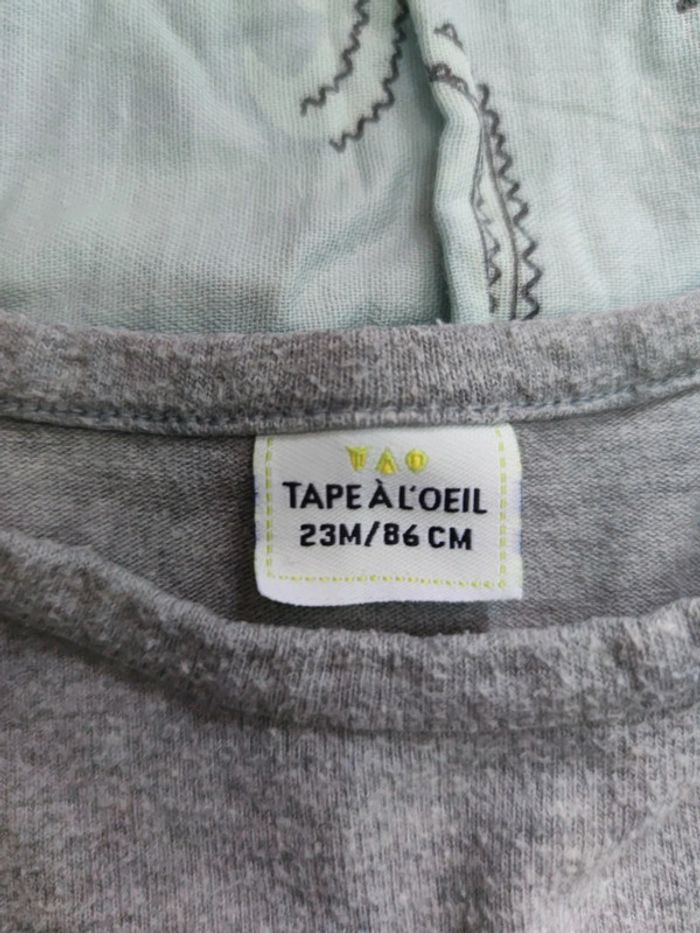 TAO
TAPE À L'OEIL
23M/86 CM